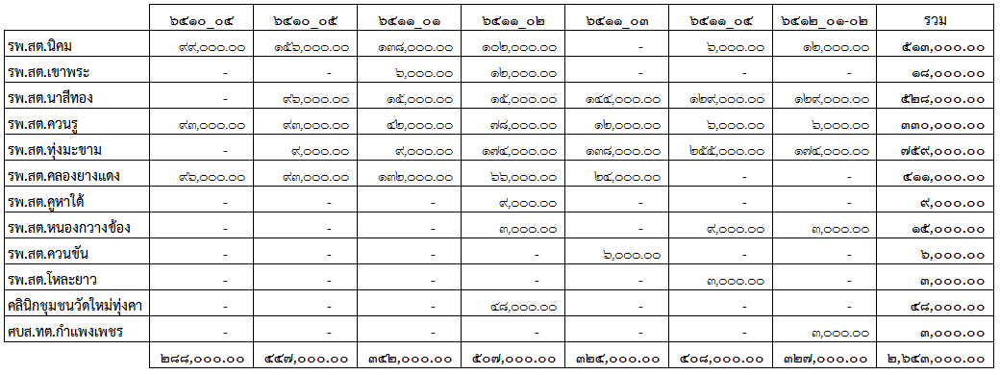 ๖๕๑๐_๐๔ ๖๕๑๐_๐๕ ๖๕๑๑_๐๑ ๖๕๑๑_๐๒ ๖๕๑๑_๐๓ ๖๕๑๑_๐๔ ๖๕๑๒_๐๑-๐๒ รวม
รพ.สต.นิคม ๙๙,๐๐๐.๐๐ ๑๕๖,๐๐๐.๐๐ ๑๓๘,๐๐๐.๐๐ ๑๐๒,๐๐๐.๐๐ - ๖,๐๐๐.๐๐ ๑๒,๐๐๐.๐๐ ๕๑๓,๐๐๐.๐๐
รพ.สต.เขาพระ - - ๖,๐๐๐.๐๐ ๑๒,๐๐๐.๐๐ - - - ๑๘,๐๐๐.๐๐
รพ.สต.นาสีทอง - ๙๖,๐๐๐.๐๐ ๑๕,๐๐๐.๐๐ ๑๕,๐๐๐.๐๐ ๑๔๔,๐๐๐.๐๐ ๑๒๙,๐๐๐.๐๐ ๑๒๙,๐๐๐.๐๐ ๕๒๘,๐๐๐.๐๐
รพ.สต.ควนรู ๙๓,๐๐๐.๐๐ ๙๓,๐๐๐.๐๐ ๔๒,๐๐๐.๐๐ ๗๘,๐๐๐.๐๐ ๑๒,๐๐๐.๐๐ ๖,๐๐๐.๐๐ ๖,๐๐๐.๐๐ ๓๓๐,๐๐๐.๐๐
รพ.สต.ทุ่งมะขาม - ๙,๐๐๐.๐๐ ๙,๐๐๐.๐๐ ๑๗๔,๐๐๐.๐๐ ๑๓๘,๐๐๐.๐๐ ๒๕๕,๐๐๐.๐๐ ๑๗๔,๐๐๐.๐๐ ๗๕๙,๐๐๐.๐๐
รพ.สต.คลองยางแดง ๙๖,๐๐๐.๐๐ ๙๓,๐๐๐.๐๐ ๑๓๒,๐๐๐.๐๐ ๖๖,๐๐๐.๐๐ ๒๔,๐๐๐.๐๐ - - ๔๑๑,๐๐๐.๐๐
รพ.สต.คูหาใต้ - - - ๙,๐๐๐.๐๐ - - - ๙,๐๐๐.๐๐
รพ.สต.หนองกวางข้อง - - - ๓,๐๐๐.๐๐ - ๙,๐๐๐.๐๐ ๓,๐๐๐.๐๐ ๑๕,๐๐๐.๐๐
รพ.สต.ควนขัน - - - - ๖,๐๐๐.๐๐ - - ๖,๐๐๐.๐๐
รพ.สต.โหละยาว - - - - - ๓,๐๐๐.๐๐ - ๓,๐๐๐.๐๐
คลินิกชุมชนวัดใหม่ทุ่งคา - - - ๔๘,๐๐๐.๐๐ - - - ๔๘,๐๐๐.๐๐
ศบส.ทต.กำแพงเพชร - - - - - - ๓,๐๐๐.๐๐ ๓,๐๐๐.๐๐
๒๘๘,๐๐๐.๐๐ ๔๔๗,๐๐๐.๐๐ ๓๔๒,๐๐๐.๐๐ ๕๐๗,๐๐๐.๐๐ ๓๒๔,๐๐๐.๐๐ ๔๐๘,๐๐๐.๐๐ ๓๒๗,๐๐๐.๐๐ ๒,๖๔๓,๐๐๐.๐๐